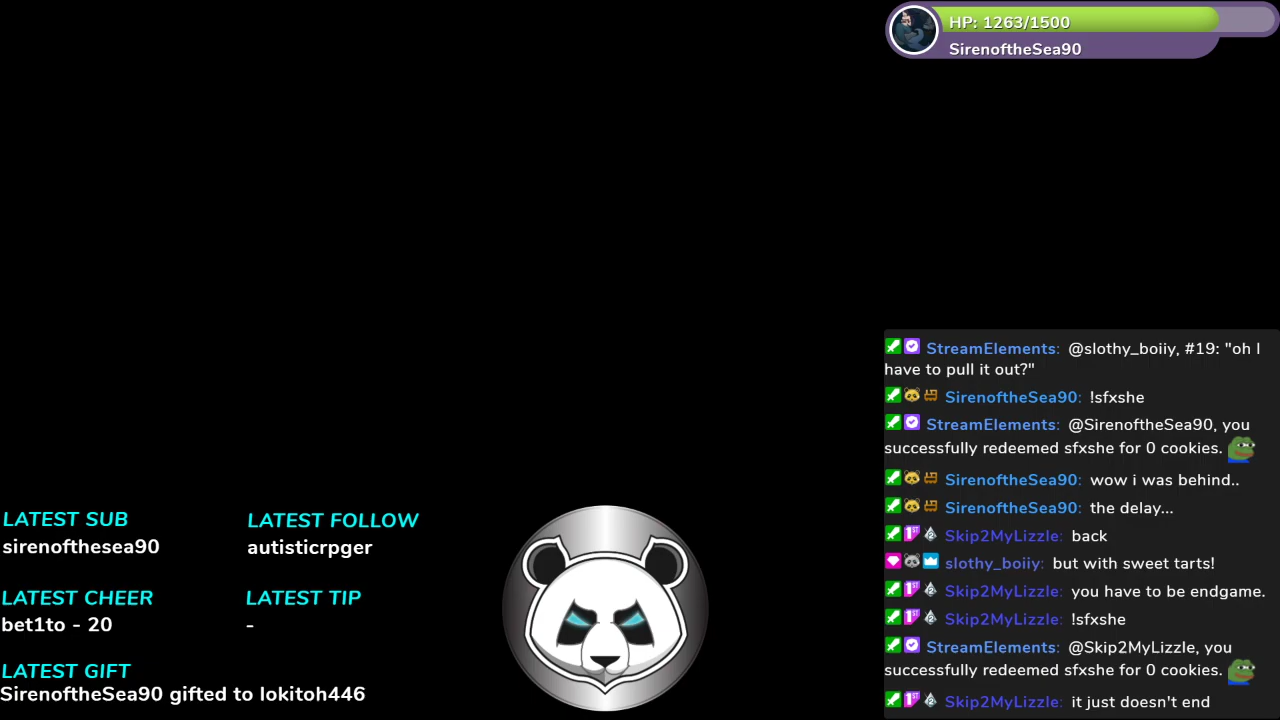 HP: 1263/1500
SirenoftheSea90
StreamElements: @slothy_boiiy, #19: "oh I
have to pull it out?"
SirenoftheSea90: !sfxshe
StreamElements: @SirenoftheSea90, you
successfully redeemed sfxshe for 0 cookies.
SirenoftheSea90: wow i was behind..
SirenoftheSea90: the delay...
Skip2MyLizzle: back
slothy_boiiy: but with sweet tarts!
Skip2MyLizzle: you have to be endgame.
Skip2MyLizzle: !sfxshe
StreamElements: @Skip2MyLizzle, you
successfully redeemed sfxshe for 0 cookies.
Skip2MyLizzle: it just doesn't end
LATEST SUB
sirenofthesea90
LATEST FOLLOW
autisticrpger
LATEST CHEER
bet1to - 20
LATEST TIP
-
LATEST GIFT
SirenoftheSea90 gifted to lokitoh446